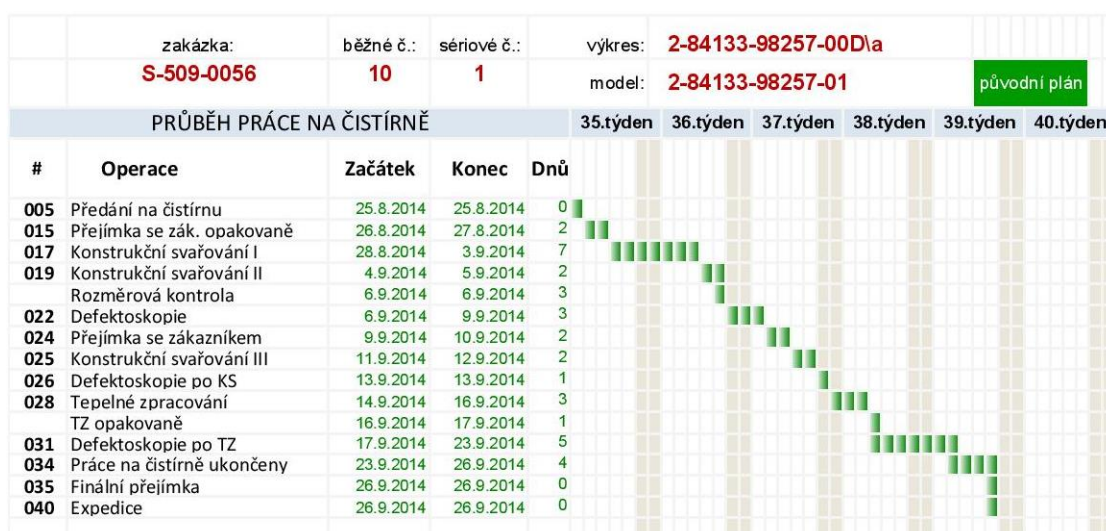 zakázka: běžné č.: sériové č.: výkres: 2-84133-98257-00D\a
S-509-0056 10 1 model: 2-84133-98257-01 původní plán
PRŮBĚH PRÁCE NA ČISTÍRNĚ 35.týden 36.týden 37.týden 38.týden 39.týden 40.týden
# Operace Začátek Konec Dnů
005 Předání na čistírnu 25.8.2014 25.8.2014 0
015 Přejímka se zák. opakovaně 26.8.2014 27.8.2014 2
017 Konstrukční svařování I 28.8.2014 3.9.2014 7
019 Konstrukční svařování II 4.9.2014 5.9.2014 2
Rozměrová kontrola 6.9.2014 6.9.2014 3
022 Defektoskopie 6.9.2014 9.9.2014 3
024 Přejímka se zákazníkem 9.9.2014 10.9.2014 2
025 Konstrukční svařování III 11.9.2014 12.9.2014 2
026 Defektoskopie po KS 13.9.2014 13.9.2014 1
028 Tepelné zpracování 14.9.2014 16.9.2014 3
TZ opakovaně 16.9.2014 17.9.2014 1
031 Defektoskopie po TZ 17.9.2014 23.9.2014 5
034 Práce na čistírně ukončeny 23.9.2014 26.9.2014 4
035 Finální přejímka 26.9.2014 26.9.2014 0
040 Expedice 26.9.2014 26.9.2014 0